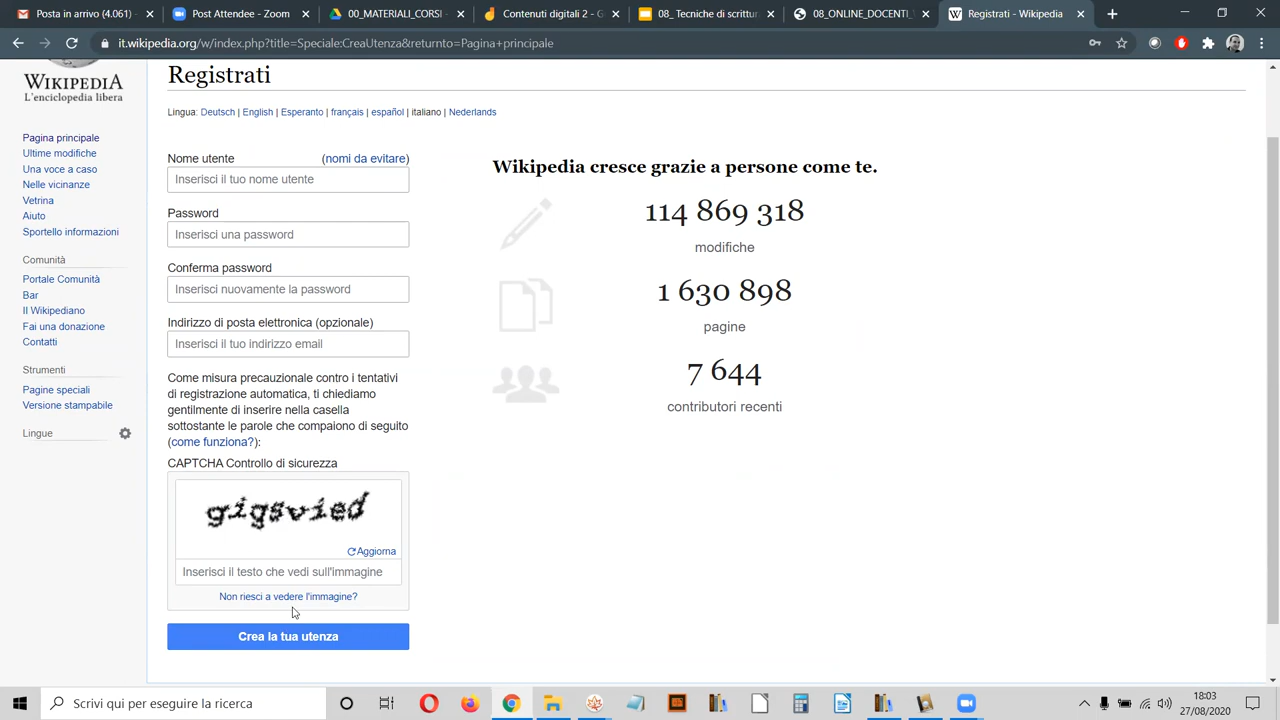 Posta in arrivo (4.061) -
Post Attendee - Zoom
00_MATERIALI_CORSI -
Contenuti digitali 2 - G
08_ Tecniche di scrittur
08_ONLINE_DOCENTI_
Registrati - Wikipedia
it.wikipedia.org/w/index.php?title=Speciale:CreaUtenza&returnto=Pagina+principale
WIKIPEDIA
L'enciclopedia libera
Pagina principale
Ultime modifiche
Una voce a caso
Nelle vicinanze
Vetrina
Aiuto
Sportello informazioni
Comunità
Portale Comunità
Bar
Il Wikipediano
Fai una donazione
Contatti
Strumenti
Pagine speciali
Versione stampabile
Lingue
Registrati
Lingua: Deutsch | English | Esperanto | français | español | italiano | Nederlands
Nome utente (nomi da evitare)
Inserisci il tuo nome utente
Password
Inserisci una password
Conferma password
Inserisci nuovamente la password
Indirizzo di posta elettronica (opzionale)
Inserisci il tuo indirizzo email
Come misura precauzionale contro i tentativi
di registrazione automatica, ti chiediamo
gentilmente di inserire nella casella
sottostante le parole che compaiono di seguito
(come funziona?):
CAPTCHA Controllo di sicurezza
gigsvied
Aggiorna
Inserisci il testo che vedi sull'immagine
Non riesci a vedere l'immagine?
Crea la tua utenza
Wikipedia cresce grazie a persone come te.
114 869 318
modifiche
1 630 898
pagine
7 644
contributori recenti
Scrivi qui per eseguire la ricerca
18:03
27/08/2020